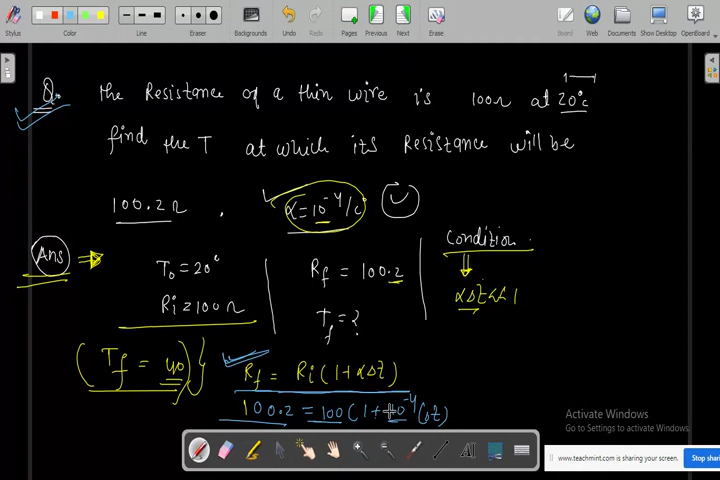 Stylus Color Line Eraser Backgrounds Undo Redo Pages Previous Next Erase Board Web Documents Show Desktop OpenBoard
Q. the Resistance of a thin wire is 100Ω at 20°c
find the T at which its Resistance will be
100.2 Ω . α=10⁻⁴/c°
Ans ⇒ T₀=20° Rf = 100.2 Condition
Ri=100Ω Tf=? αΔt<<1
(Tf = 40)} Rf = Ri(1+αΔt)
100.2 = 100(1+10⁻⁴(Δt)
Activate Windows
Go to Settings to activate Windows.
www.teachmint.com is sharing your screen. Stop shar